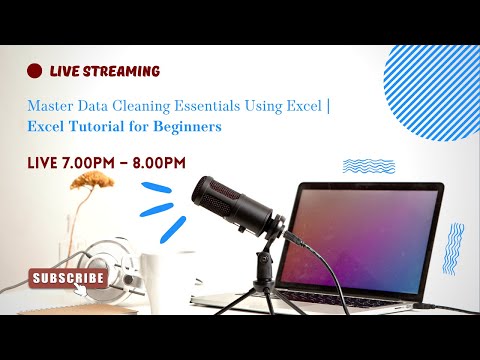 LIVE STREAMING
Master Data Cleaning Essentials Using Excel |
Excel Tutorial for Beginners
LIVE 7.00PM – 8.00PM
SUBSCRIBE